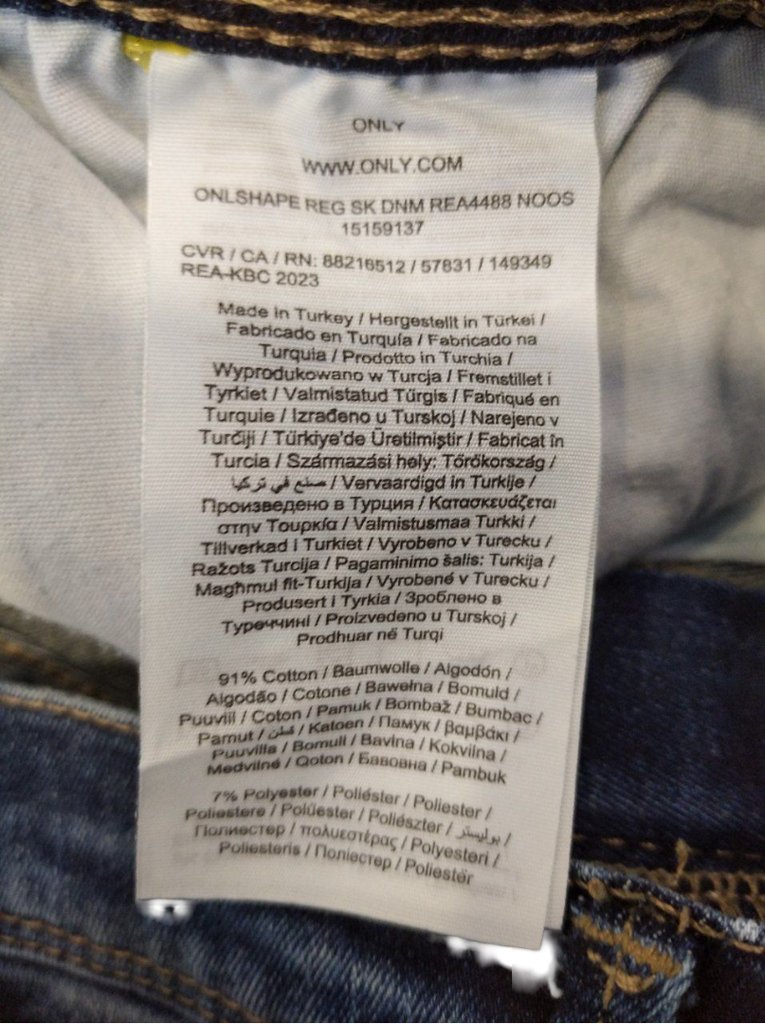 ONLY
WWW.ONLY.COM
ONLSHAPE REG SK DNM REA4488 NOOS
15159137
CVR / CA / RN: 88216512 / 57831 / 149349
REA-KBC 2023
Made in Turkey / Hergestellt in Türkei /
Fabricado en Turquía / Fabricado na
Turquia / Prodotto in Turchia /
Wyprodukowano w Turcja / Fremstillet i
Tyrkiet / Valmistatud Türgis / Fabriqué en
Turquie / Izrađeno u Turskoj / Narejeno v
Turčiji / Türkiye'de Üretilmiştir / Fabricat în
Turcia / Származási hely: Törökország /
صنع في تركيا / Vervaardigd in Turkije /
Произведено в Турция / Κατασκευάζεται
στην Τουρκία / Valmistusmaa Turkki /
Tillverkad i Turkiet / Vyrobeno v Turecku /
Ražots Turcija / Pagaminimo šalis: Turkija /
Magħmul fit-Turkija / Vyrobené v Turecku /
Produsert i Tyrkia / Зроблено в
Туреччині / Proizvedeno u Turskoj /
Prodhuar në Turqi
91% Cotton / Baumwolle / Algodón /
Algodão / Cotone / Bawełna / Bomuld /
Puuvill / Coton / Pamuk / Bombaž / Bumbac /
Pamut / قطن / Katoen / Памук / βαμβάκι /
Puuvilla / Bomull / Bavlna / Kokvilna /
Medvilnė / Qoton / Бавовна / Pambuk
7% Polyester / Poliéster / Poliester /
Poliestere / Polüester / Poliészter / بوليستر /
Полиестер / πολυεστέρας / Polyesteri /
Poliesteris / Поліестер / Poliestër